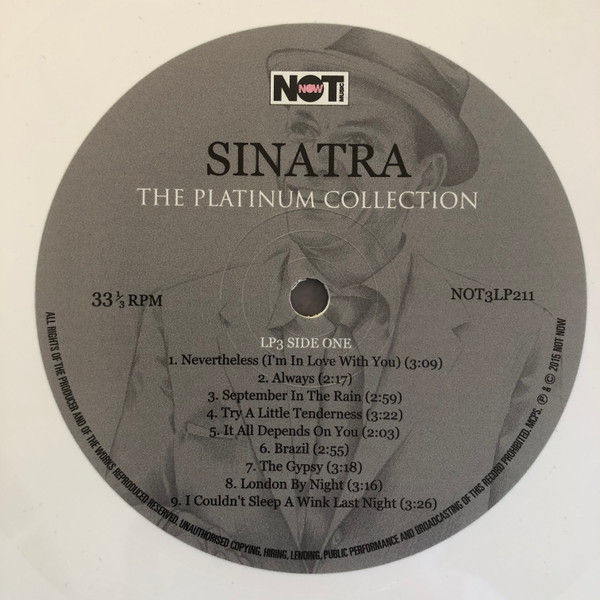 NOT NOW MUSIC
SINATRA
THE PLATINUM COLLECTION
33 1/3 RPM
NOT3LP211
LP3 SIDE ONE
1. Nevertheless (I'm In Love With You) (3:09)
2. Always (2:17)
3. September In The Rain (2:59)
4. Try A Little Tenderness (3:22)
5. It All Depends On You (2:03)
6. Brazil (2:55)
7. The Gypsy (3:18)
8. London By Night (3:16)
9. I Couldn't Sleep A Wink Last Night (3:26)
ALL RIGHTS OF THE PRODUCER AND OF THE WORKS REPRODUCED RESERVED. UNAUTHORISED COPYING, HIRING, LENDING, PUBLIC PERFORMANCE AND BROADCASTING OF THIS RECORD PROHIBITED. MCPS. ℗ & © 2015 NOT NOW